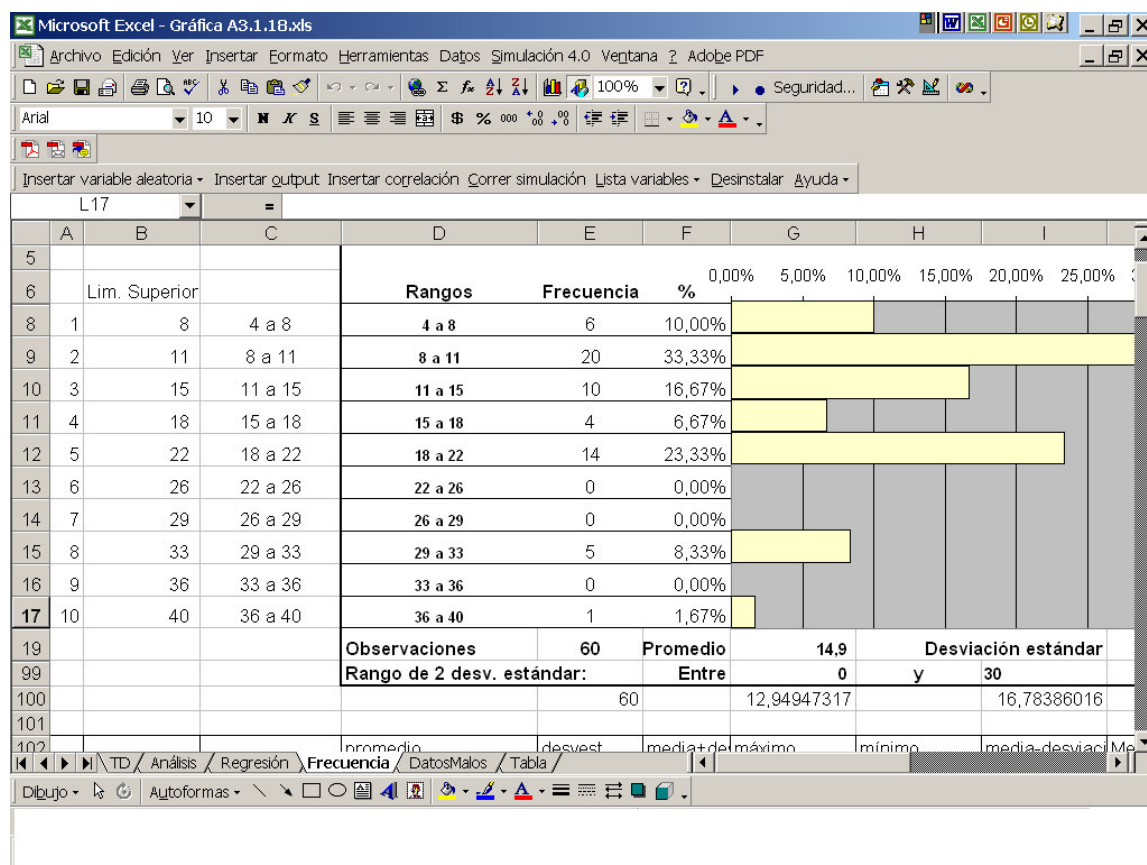 Microsoft Excel - Gráfica A3.1.18.xls
Archivo Edición Ver Insertar Formato Herramientas Datos Simulación 4.0 Ventana ? Adobe PDF
100% Seguridad...
Arial 10 N K S $ % 000
Insertar variable aleatoria Insertar output Insertar correlación Correr simulación Lista variables Desinstalar Ayuda
L17 =
A B C D E F G H I
5
0,00% 5,00% 10,00% 15,00% 20,00% 25,00%
6 Lim. Superior Rangos Frecuencia %
8 1 8 4 a 8 4 a 8 6 10,00%
9 2 11 8 a 11 8 a 11 20 33,33%
10 3 15 11 a 15 11 a 15 10 16,67%
11 4 18 15 a 18 15 a 18 4 6,67%
12 5 22 18 a 22 18 a 22 14 23,33%
13 6 26 22 a 26 22 a 26 0 0,00%
14 7 29 26 a 29 26 a 29 0 0,00%
15 8 33 29 a 33 29 a 33 5 8,33%
16 9 36 33 a 36 33 a 36 0 0,00%
17 10 40 36 a 40 36 a 40 1 1,67%
19 Observaciones 60 Promedio 14,9 Desviación estándar
99 Rango de 2 desv. estándar: Entre 0 y 30
100 60 12,94947317 16,78386016
101
102 promedio desvest media+de máximo mínimo media-desviaci Me
TD Análisis Regresión Frecuencia DatosMalos Tabla
Dibujo Autoformas